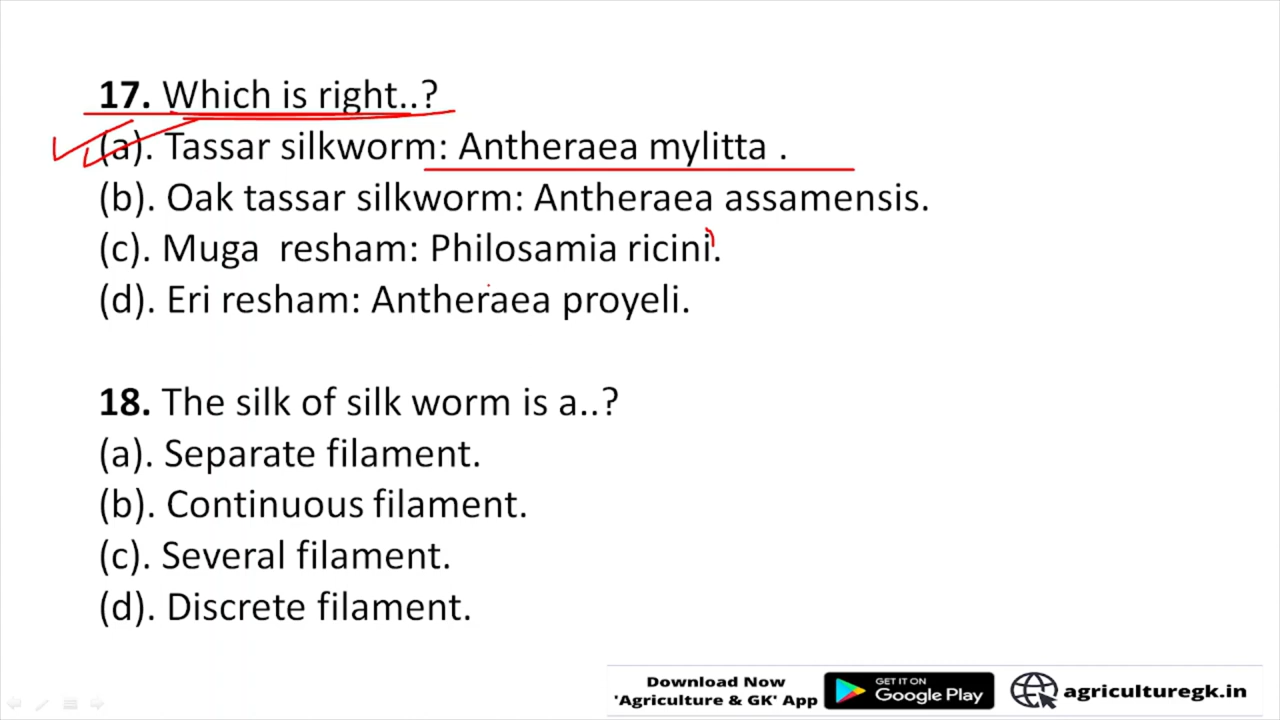 17. Which is right..?
(a). Tassar silkworm: Antheraea mylitta .
(b). Oak tassar silkworm: Antheraea assamensis.
(c). Muga resham: Philosamia ricini.
(d). Eri resham: Antheraea proyeli.
18. The silk of silk worm is a..?
(a). Separate filament.
(b). Continuous filament.
(c). Several filament.
(d). Discrete filament.
Download Now
'Agriculture & GK' App
GET IT ON
Google Play
agriculturegk.in